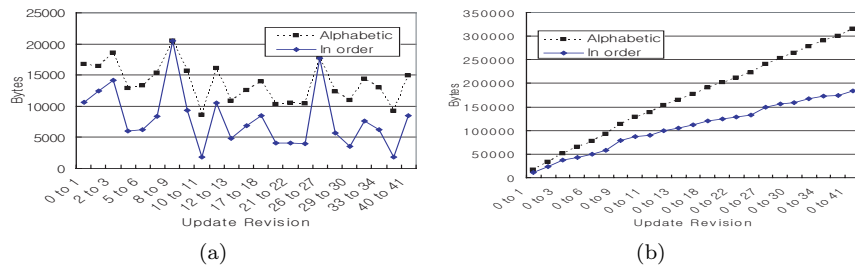 25000
20000
15000
10000
5000
0
Bytes
Alphabetic
In order
0 to 1
2 to 3
5 to 6
8 to 9
10 to 11
12 to 13
17 to 18
21 to 22
26 to 27
29 to 30
33 to 34
40 to 41
Update Revision
(a)
350000
300000
250000
200000
150000
100000
50000
0
Bytes
Alphabetic
In order
0 to 1
0 to 3
0 to 6
0 to 9
0 to 11
0 to 13
0 to 18
0 to 22
0 to 27
0 to 30
0 to 34
0 to 41
Update Revision
(b)